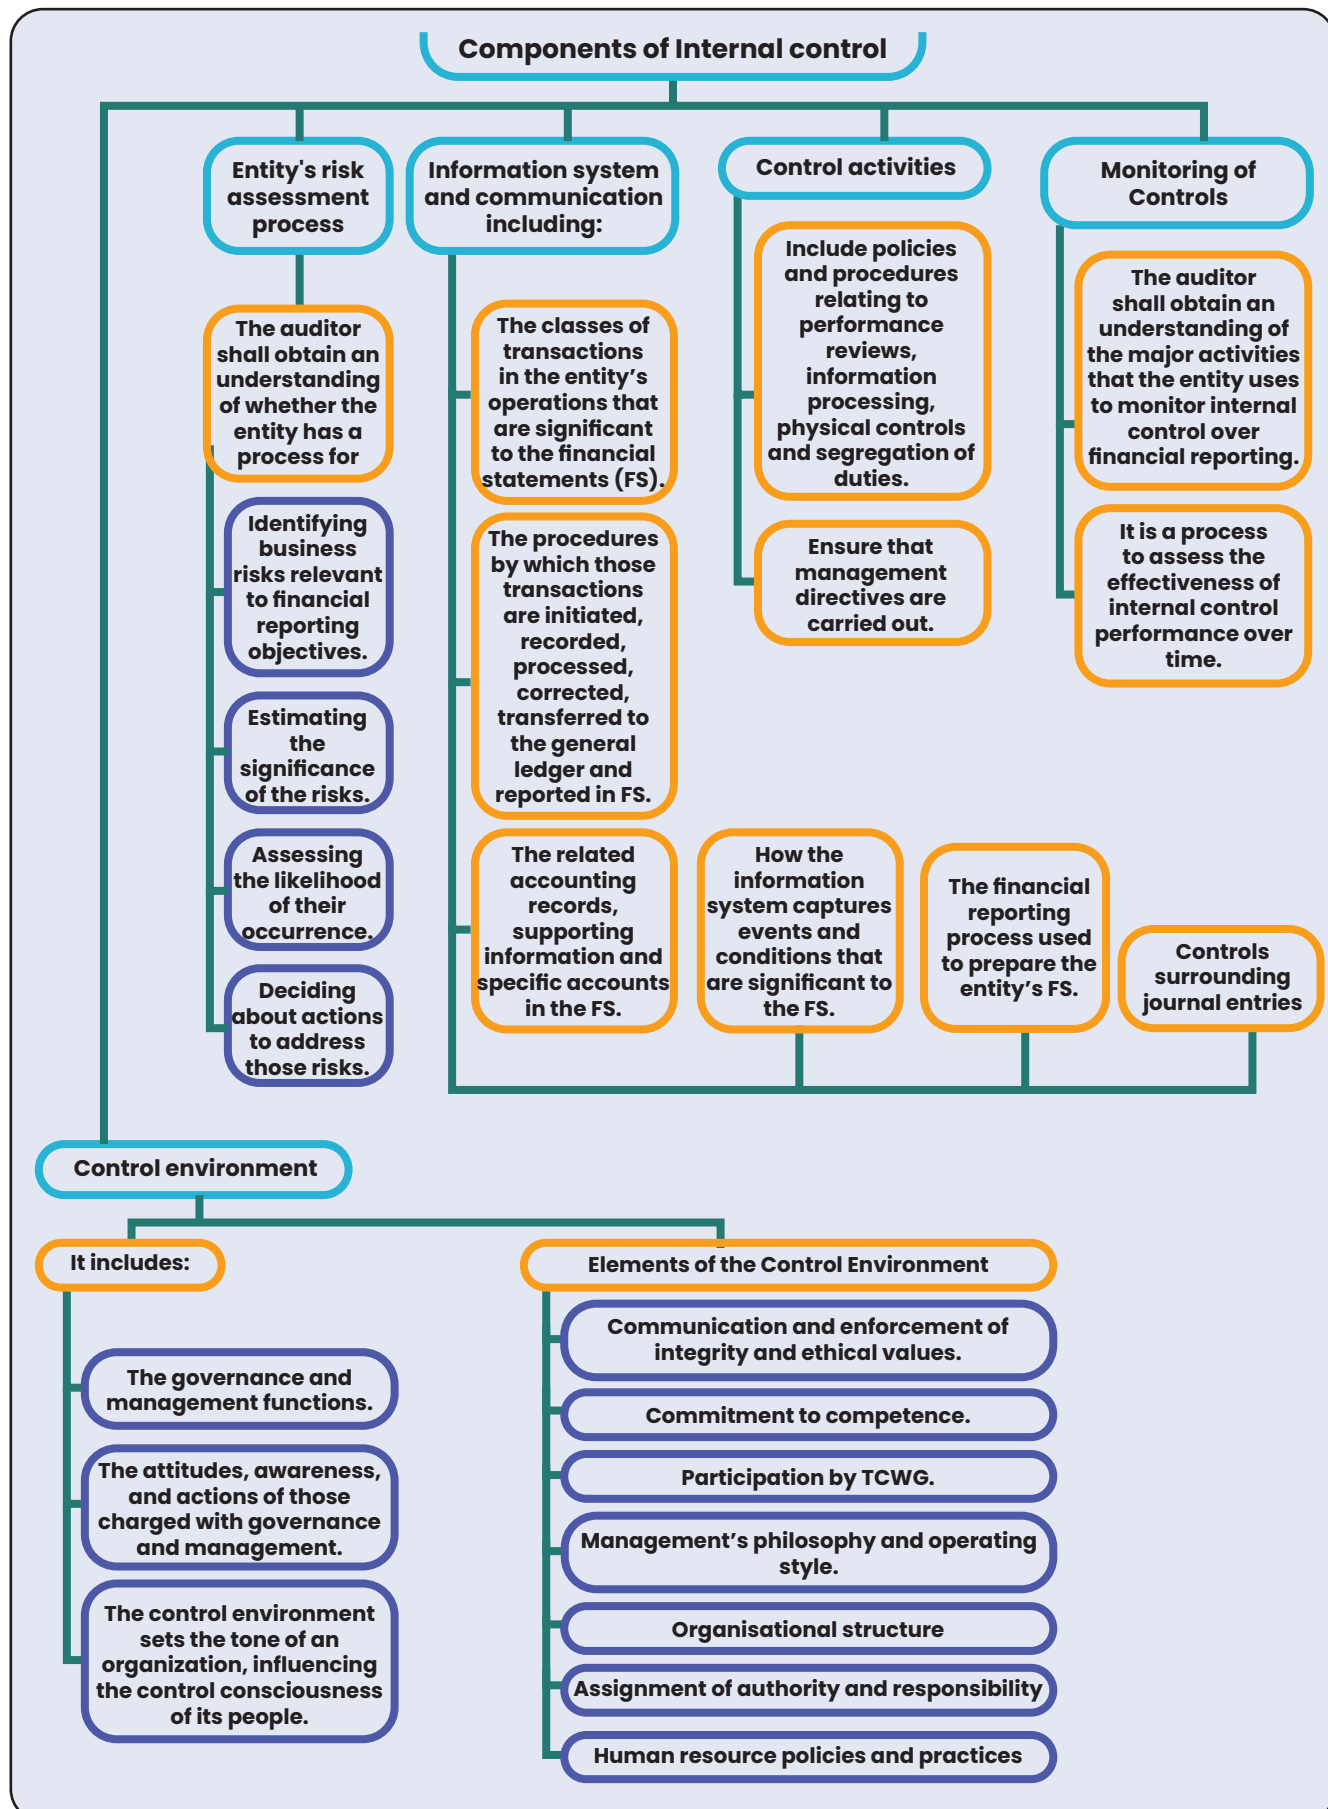 Components of Internal control
Entity's risk
assessment
process
The auditor
shall obtain an
understanding
of whether the
entity has a
process for
Identifying
business
risks relevant
to financial
reporting
objectives.
Estimating
the
significance
of the risks.
Assessing
the likelihood
of their
occurrence.
Deciding
about actions
to address
those risks.
Information system
and communication
including:
The classes of
transactions
in the entity’s
operations that
are significant
to the financial
statements (FS).
The procedures
by which those
transactions
are initiated,
recorded,
processed,
corrected,
transferred to
the general
ledger and
reported in FS.
The related
accounting
records,
supporting
information and
specific accounts
in the FS.
How the
information
system captures
events and
conditions that
are significant to
the FS.
The financial
reporting
process used
to prepare the
entity’s FS.
Controls
surrounding
journal entries
Control activities
Include policies
and procedures
relating to
performance
reviews,
information
processing,
physical controls
and segregation of
duties.
Ensure that
management
directives are
carried out.
Monitoring of
Controls
The auditor
shall obtain an
understanding of
the major activities
that the entity uses
to monitor internal
control over
financial reporting.
It is a process
to assess the
effectiveness of
internal control
performance over
time.
Control environment
It includes:
The governance and
management functions.
The attitudes, awareness,
and actions of those
charged with governance
and management.
The control environment
sets the tone of an
organization, influencing
the control consciousness
of its people.
Elements of the Control Environment
Communication and enforcement of
integrity and ethical values.
Commitment to competence.
Participation by TCWG.
Management’s philosophy and operating
style.
Organisational structure
Assignment of authority and responsibility
Human resource policies and practices